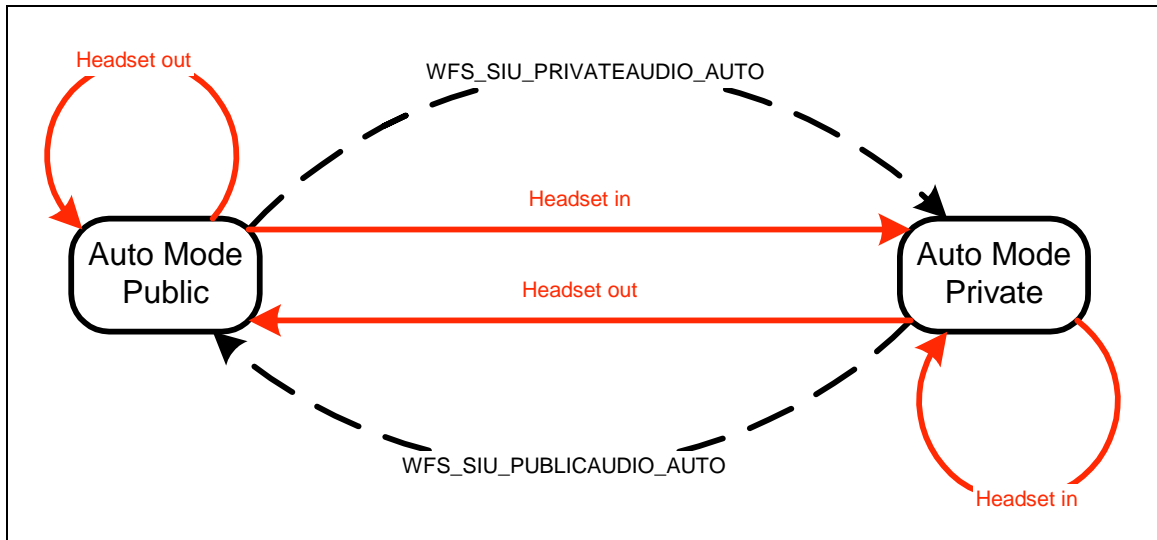 Headset out
WFS_SIU_PRIVATEAUDIO_AUTO
Headset in
Auto Mode
Public
Auto Mode
Private
Headset out
WFS_SIU_PUBLICAUDIO_AUTO
Headset in